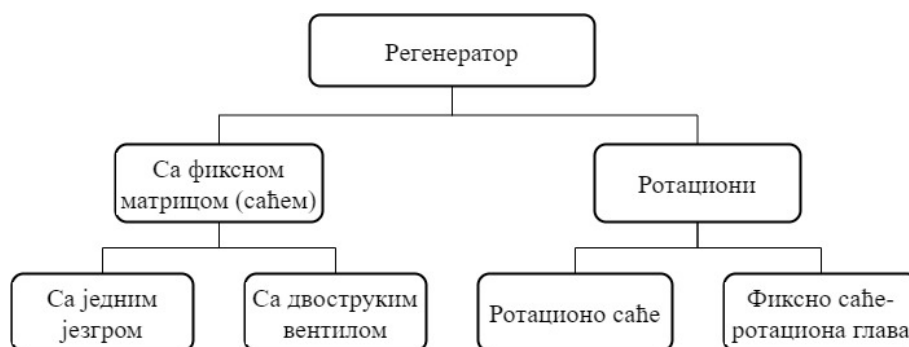 Регенератор
Са фиксном
матрицом (саћем)
Ротациони
Са једним
језгром
Са двоструким
вентилом
Ротационо саће
Фиксно саће-
ротациона глава